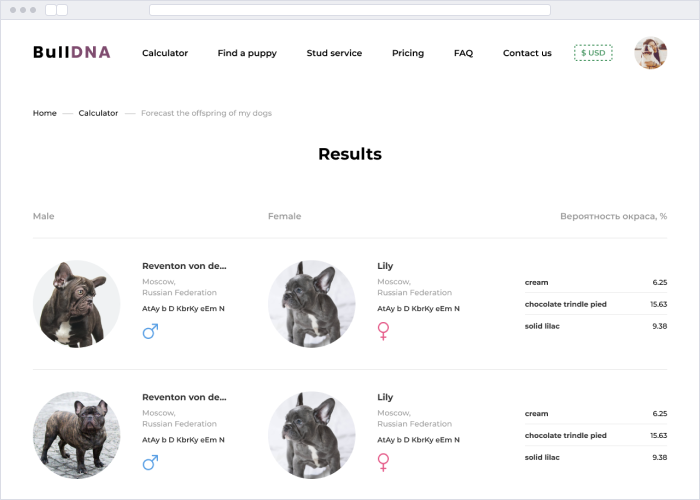 BullDNA
Calculator
Find a puppy
Stud service
Pricing
FAQ
Contact us
$ USD
Home — Calculator — Forecast the offspring of my dogs
Results
Male
Female
Вероятность окраса, %
Reventon von de...
Moscow,
Russian Federation
AtAy b D KbrKy eEm N
Lily
Moscow,
Russian Federation
AtAy b D KbrKy eEm N
cream 6.25
chocolate trindle pied 15.63
solid lilac 9.38
Reventon von de...
Moscow,
Russian Federation
AtAy b D KbrKy eEm N
Lily
Moscow,
Russian Federation
AtAy b D KbrKy eEm N
cream 6.25
chocolate trindle pied 15.63
solid lilac 9.38